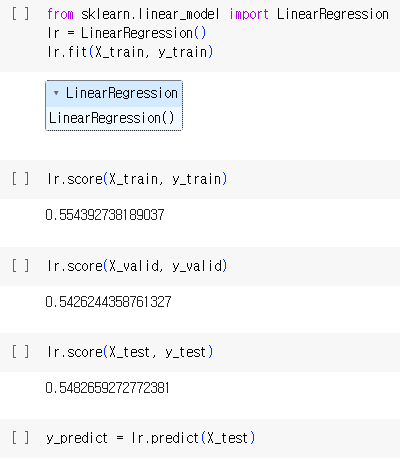 [ ] from sklearn.linear_model import LinearRegression
lr = LinearRegression()
lr.fit(X_train, y_train)
▾ LinearRegression
LinearRegression()
[ ] lr.score(X_train, y_train)
0.554392738189037
[ ] lr.score(X_valid, y_valid)
0.5426244358761327
[ ] lr.score(X_test, y_test)
0.5482659272772381
[ ] y_predict = lr.predict(X_test)